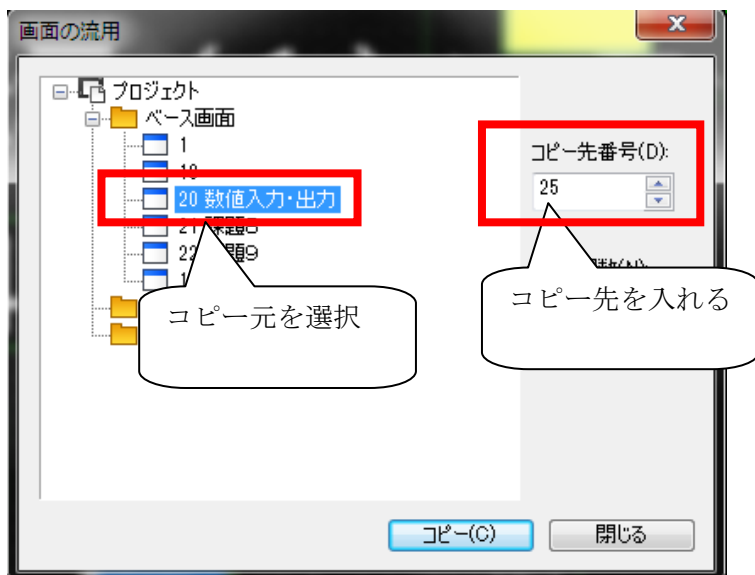 画面の流用
プロジェクト
ベース画面
1
20 数値入力・出力
コピー先番号(D):
25
コピー元を選択
コピー先を入れる
コピー(C)
閉じる